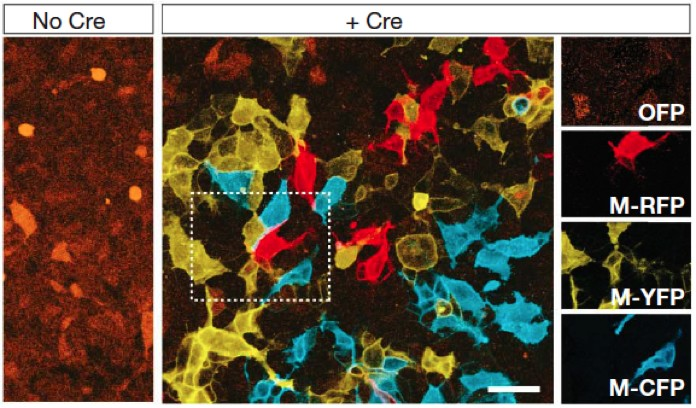 No Cre
+ Cre
OFP
M-RFP
M-YFP
M-CFP